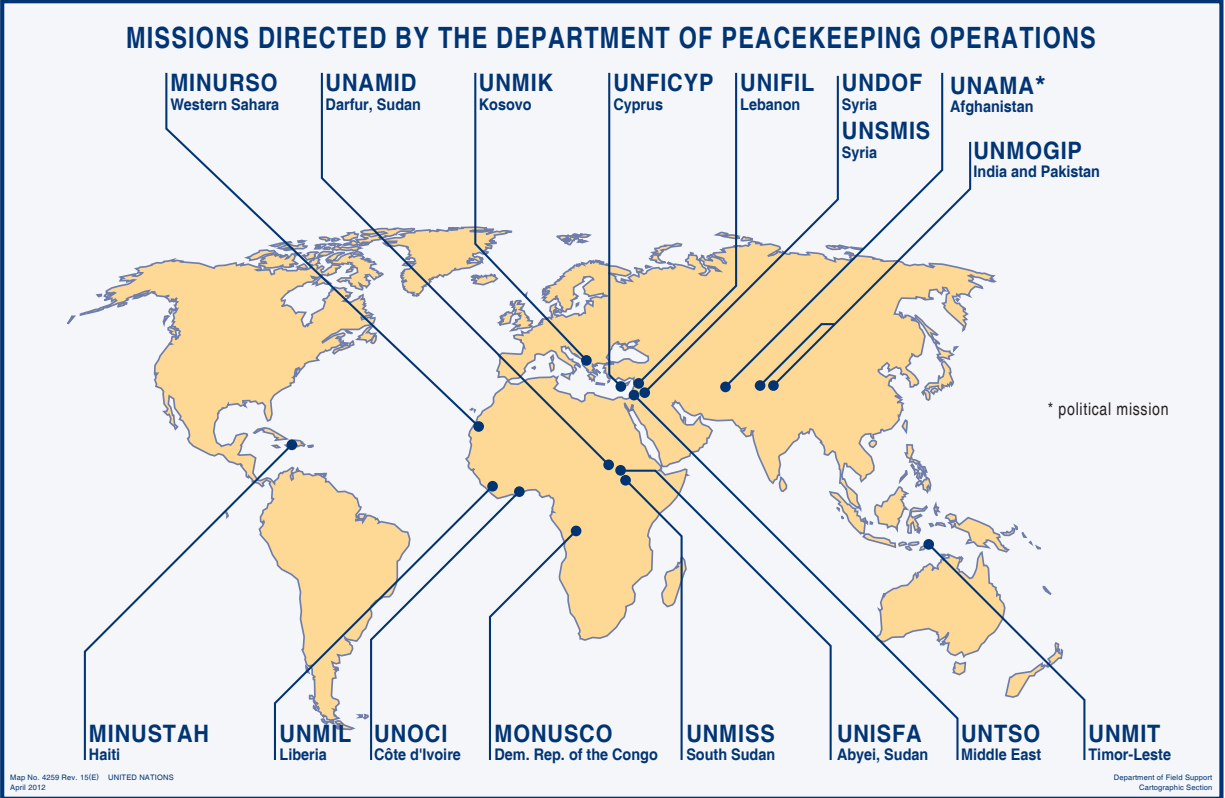 MISSIONS DIRECTED BY THE DEPARTMENT OF PEACEKEEPING OPERATIONS
MINURSO
Western Sahara
UNAMID
Darfur, Sudan
UNMIK
Kosovo
UNFICYP
Cyprus
UNIFIL
Lebanon
UNDOF
Syria
UNSMIS
Syria
UNAMA*
Afghanistan
UNMOGIP
India and Pakistan
* political mission
MINUSTAH
Haiti
UNMIL
Liberia
UNOCI
Côte d'Ivoire
MONUSCO
Dem. Rep. of the Congo
UNMISS
South Sudan
UNISFA
Abyei, Sudan
UNTSO
Middle East
UNMIT
Timor-Leste
Map No. 4259 Rev. 15(E) UNITED NATIONS
April 2012
Department of Field Support
Cartographic Section